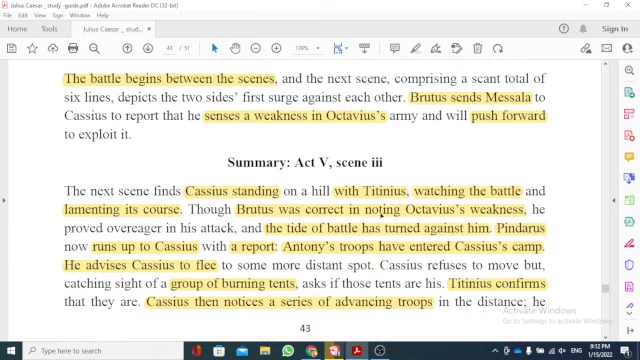 Julius Caesar_ study -guide.pdf - Adobe Acrobat Reader DC (32-bit)
File Edit View Sign Window Help
Home Tools Julius Caesar_ study... ×
Sign In
43 / 51 139%
The battle begins between the scenes, and the next scene, comprising a scant total of
six lines, depicts the two sides' first surge against each other. Brutus sends Messala to
Cassius to report that he senses a weakness in Octavius's army and will push forward
to exploit it.
Summary: Act V, scene iii
The next scene finds Cassius standing on a hill with Titinius, watching the battle and
lamenting its course. Though Brutus was correct in noting Octavius's weakness, he
proved overeager in his attack, and the tide of battle has turned against him. Pindarus
now runs up to Cassius with a report: Antony's troops have entered Cassius's camp.
He advises Cassius to flee to some more distant spot. Cassius refuses to move but,
catching sight of a group of burning tents, asks if those tents are his. Titinius confirms
that they are. Cassius then notices a series of advancing troops in the distance; he
43
Activate Windows
Go to Settings to activate Windows.
ENG
9:12 PM
1/15/2022